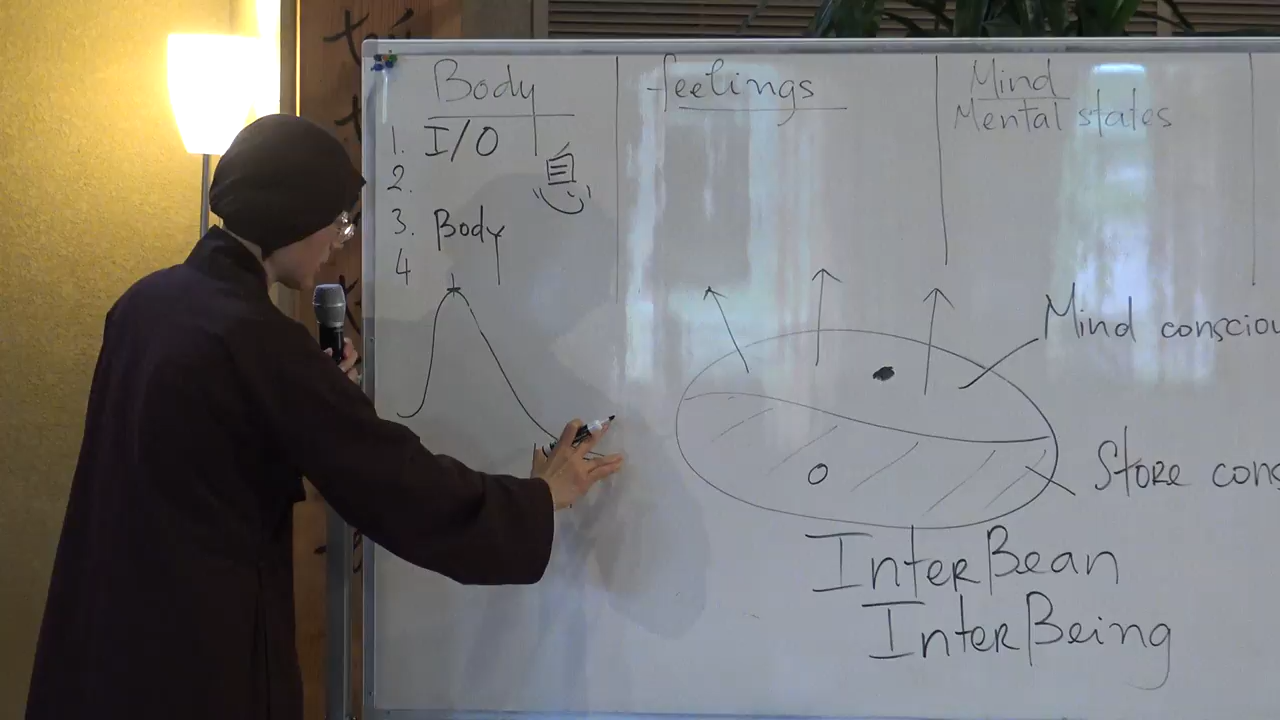 Body
1. I/O
2.
3. Body
4
feelings
Mind
Mental states
Mind consciou
Store cons
InterBean
InterBeing